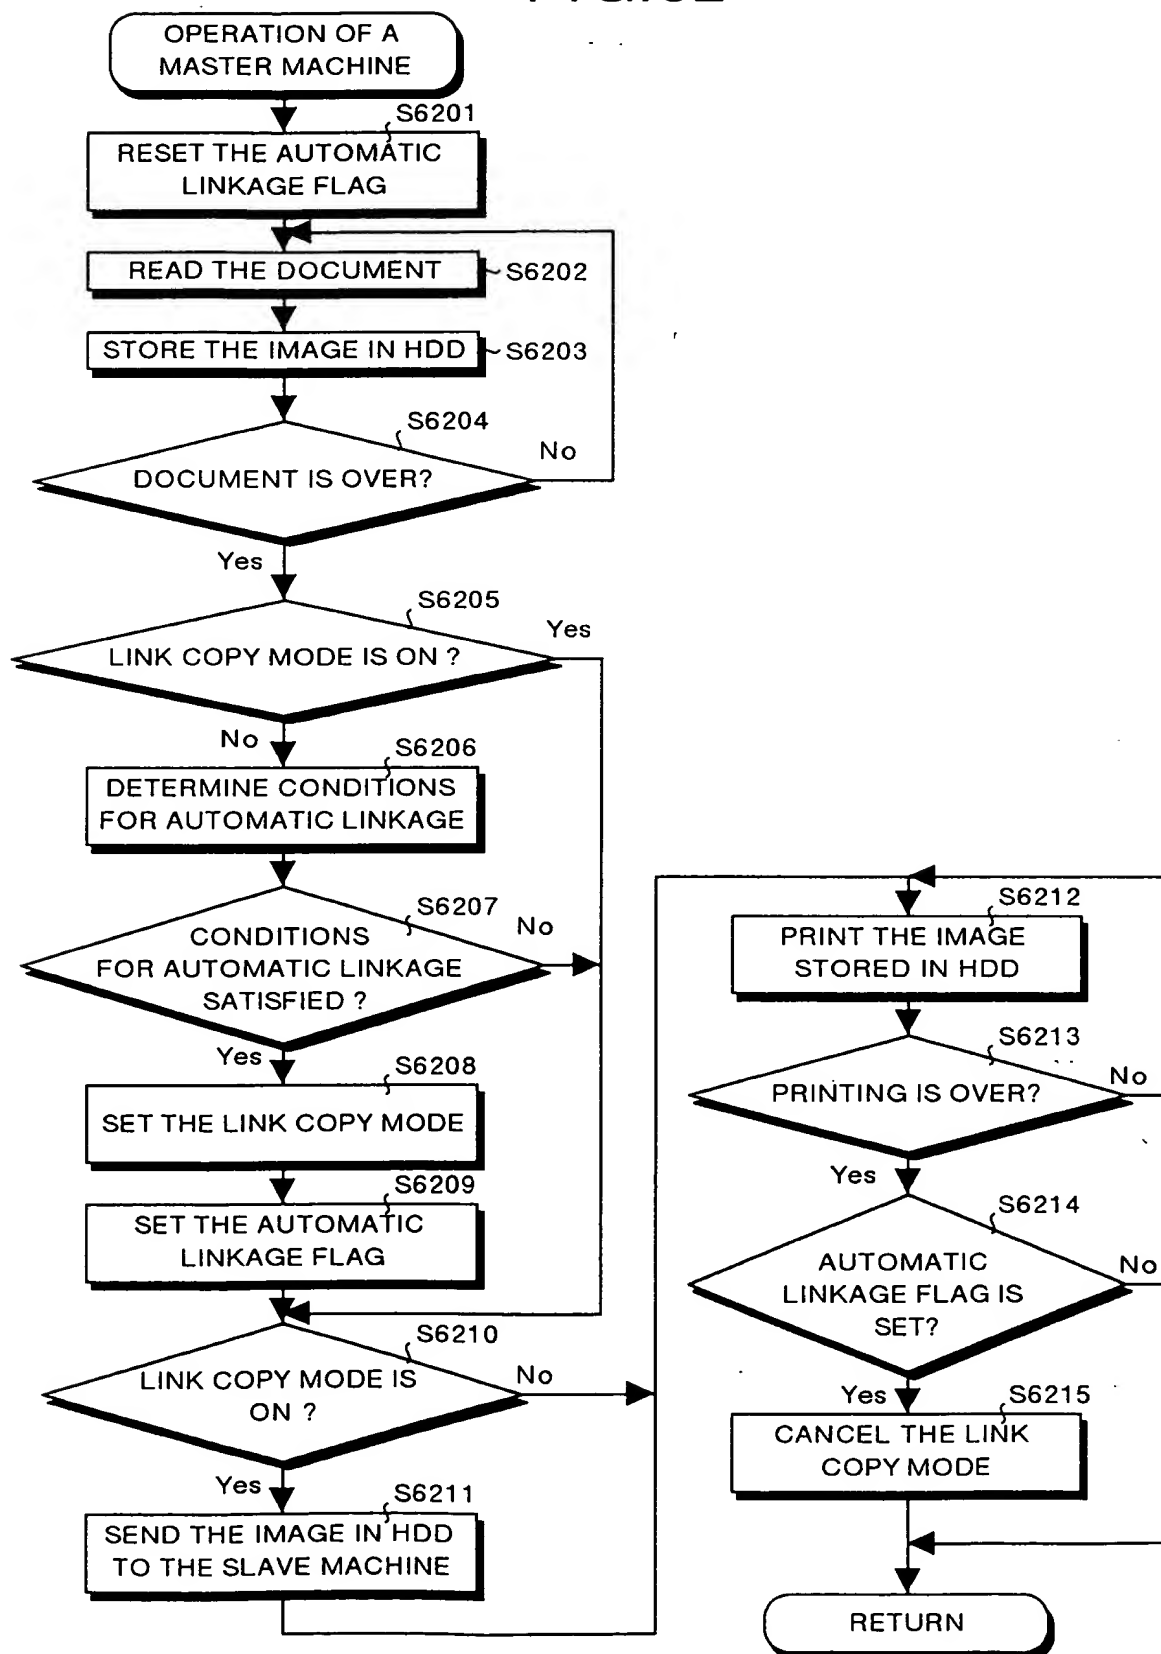 OPERATION OF A
MASTER MACHINE
S6201
RESET THE AUTOMATIC
LINKAGE FLAG
READ THE DOCUMENT
S6202
STORE THE IMAGE IN HDD
S6203
S6204
No
DOCUMENT IS OVER?
Yes
S6205
Yes
LINK COPY MODE IS ON ?
No
S6206
DETERMINE CONDITIONS
FOR AUTOMATIC LINKAGE
S6207
No
CONDITIONS
FOR AUTOMATIC LINKAGE
SATISFIED ?
Yes
S6208
SET THE LINK COPY MODE
S6209
SET THE AUTOMATIC
LINKAGE FLAG
S6210
LINK COPY MODE IS
ON ?
No
Yes
S6211
SEND THE IMAGE IN HDD
TO THE SLAVE MACHINE
S6212
PRINT THE IMAGE
STORED IN HDD
S6213
PRINTING IS OVER?
No
Yes
S6214
AUTOMATIC
LINKAGE FLAG IS
SET?
No
Yes
S6215
CANCEL THE LINK
COPY MODE
RETURN